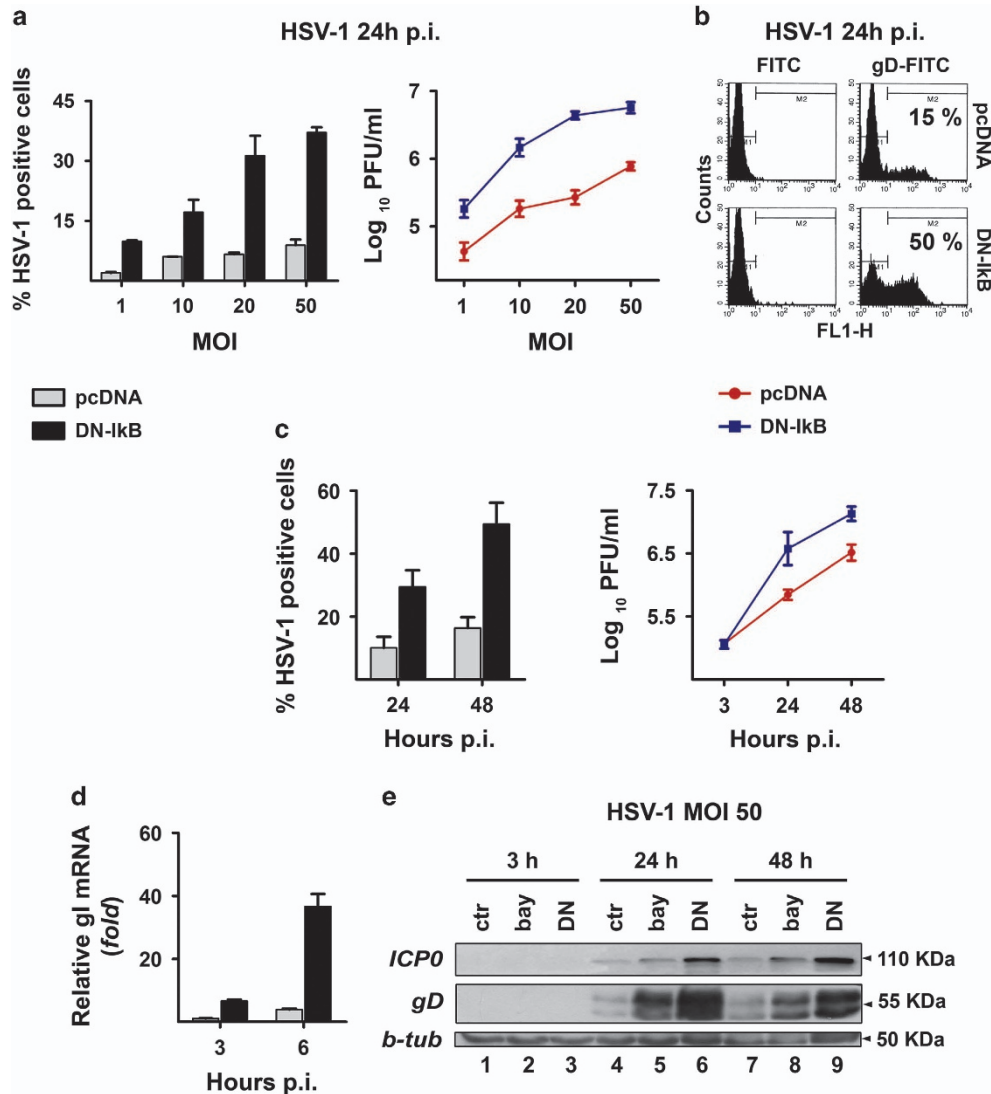 a
HSV-1 24h p.i.
% HSV-1 positive cells
45
30
15
1 10 20 50
MOI
Log 10 PFU/ml
7
6
5
1 10 20 50
MOI
b
HSV-1 24h p.i.
FITC gD-FITC
M2
M2
15 %
pcDNA
M2
M2
50 %
DN-IkB
Counts
FL1-H
pcDNA
DN-IkB
pcDNA
DN-IkB
c
% HSV-1 positive cells
60
40
20
24 48
Hours p.i.
Log 10 PFU/ml
7.5
6.5
5.5
3 24 48
Hours p.i.
d
Relative gI mRNA
(fold)
60
40
20
3 6
Hours p.i.
e
HSV-1 MOI 50
3 h 24 h 48 h
ctr bay DN ctr bay DN ctr bay DN
ICP0 110 KDa
gD 55 KDa
b-tub 50 KDa
1 2 3 4 5 6 7 8 9